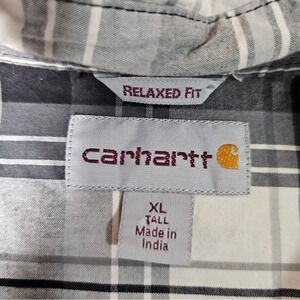 RELAXED FIT
carhartt
XL
TALL
Made in
India